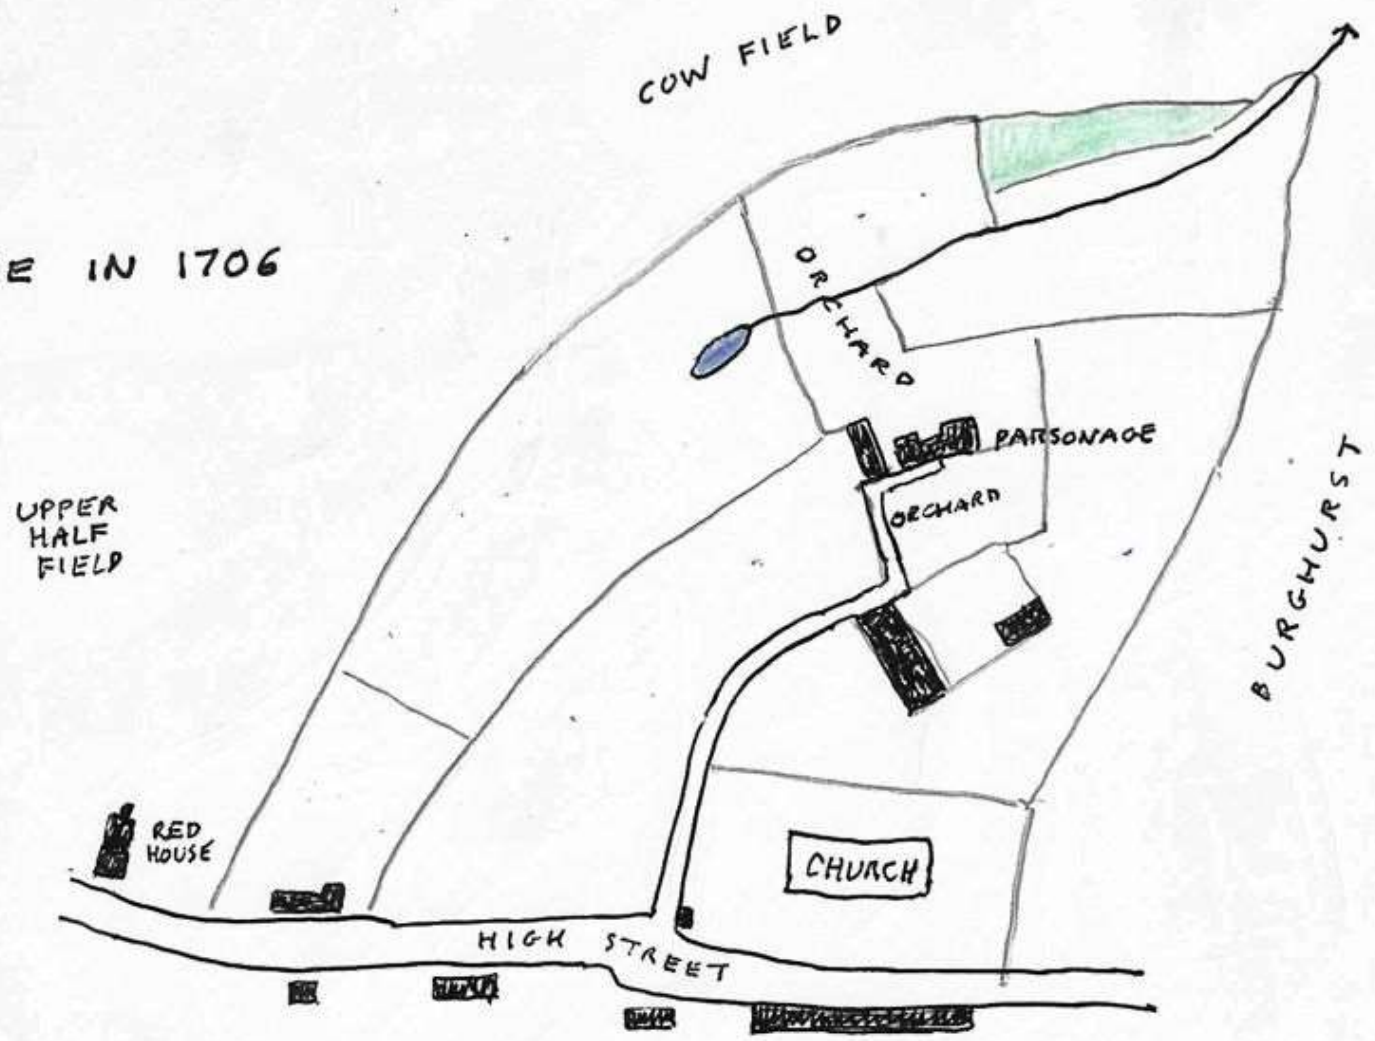 COW FIELD
E IN 1706
ORCHARD
PARSONAGE
UPPER
HALF
FIELD
ORCHARD
BURGHURST
RED
HOUSE
CHURCH
HIGH STREET